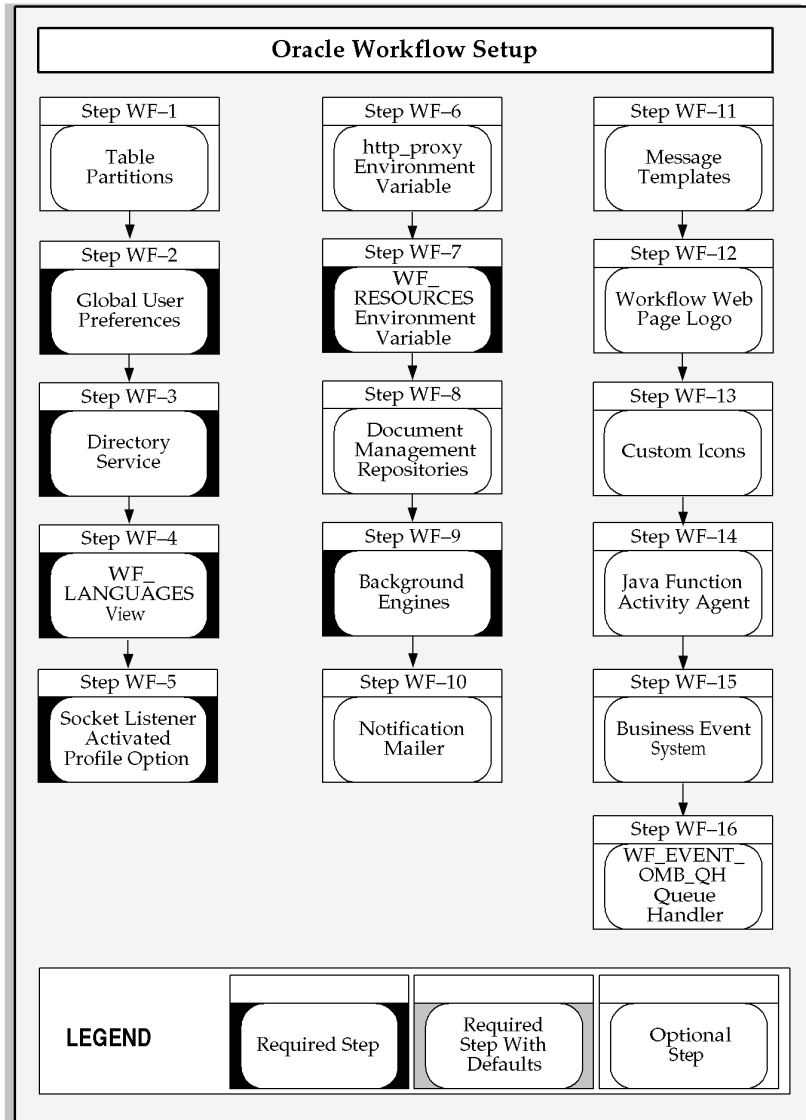 Oracle Workflow Setup
Step WF–1
Table
Partitions
Step WF–2
Global User
Preferences
Step WF–3
Directory
Service
Step WF–4
WF_
LANGUAGES
View
Step WF–5
Socket Listener
Activated
Profile Option
Step WF–6
http_proxy
Environment
Variable
Step WF–7
WF_
RESOURCES
Environment
Variable
Step WF–8
Document
Management
Repositories
Step WF–9
Background
Engines
Step WF–10
Notification
Mailer
Step WF–11
Message
Templates
Step WF–12
Workflow Web
Page Logo
Step WF–13
Custom Icons
Step WF–14
Java Function
Activity Agent
Step WF–15
Business Event
System
Step WF–16
WF_EVENT_
OMB_QH
Queue
Handler
LEGEND
Required Step
Required
Step With
Defaults
Optional
Step